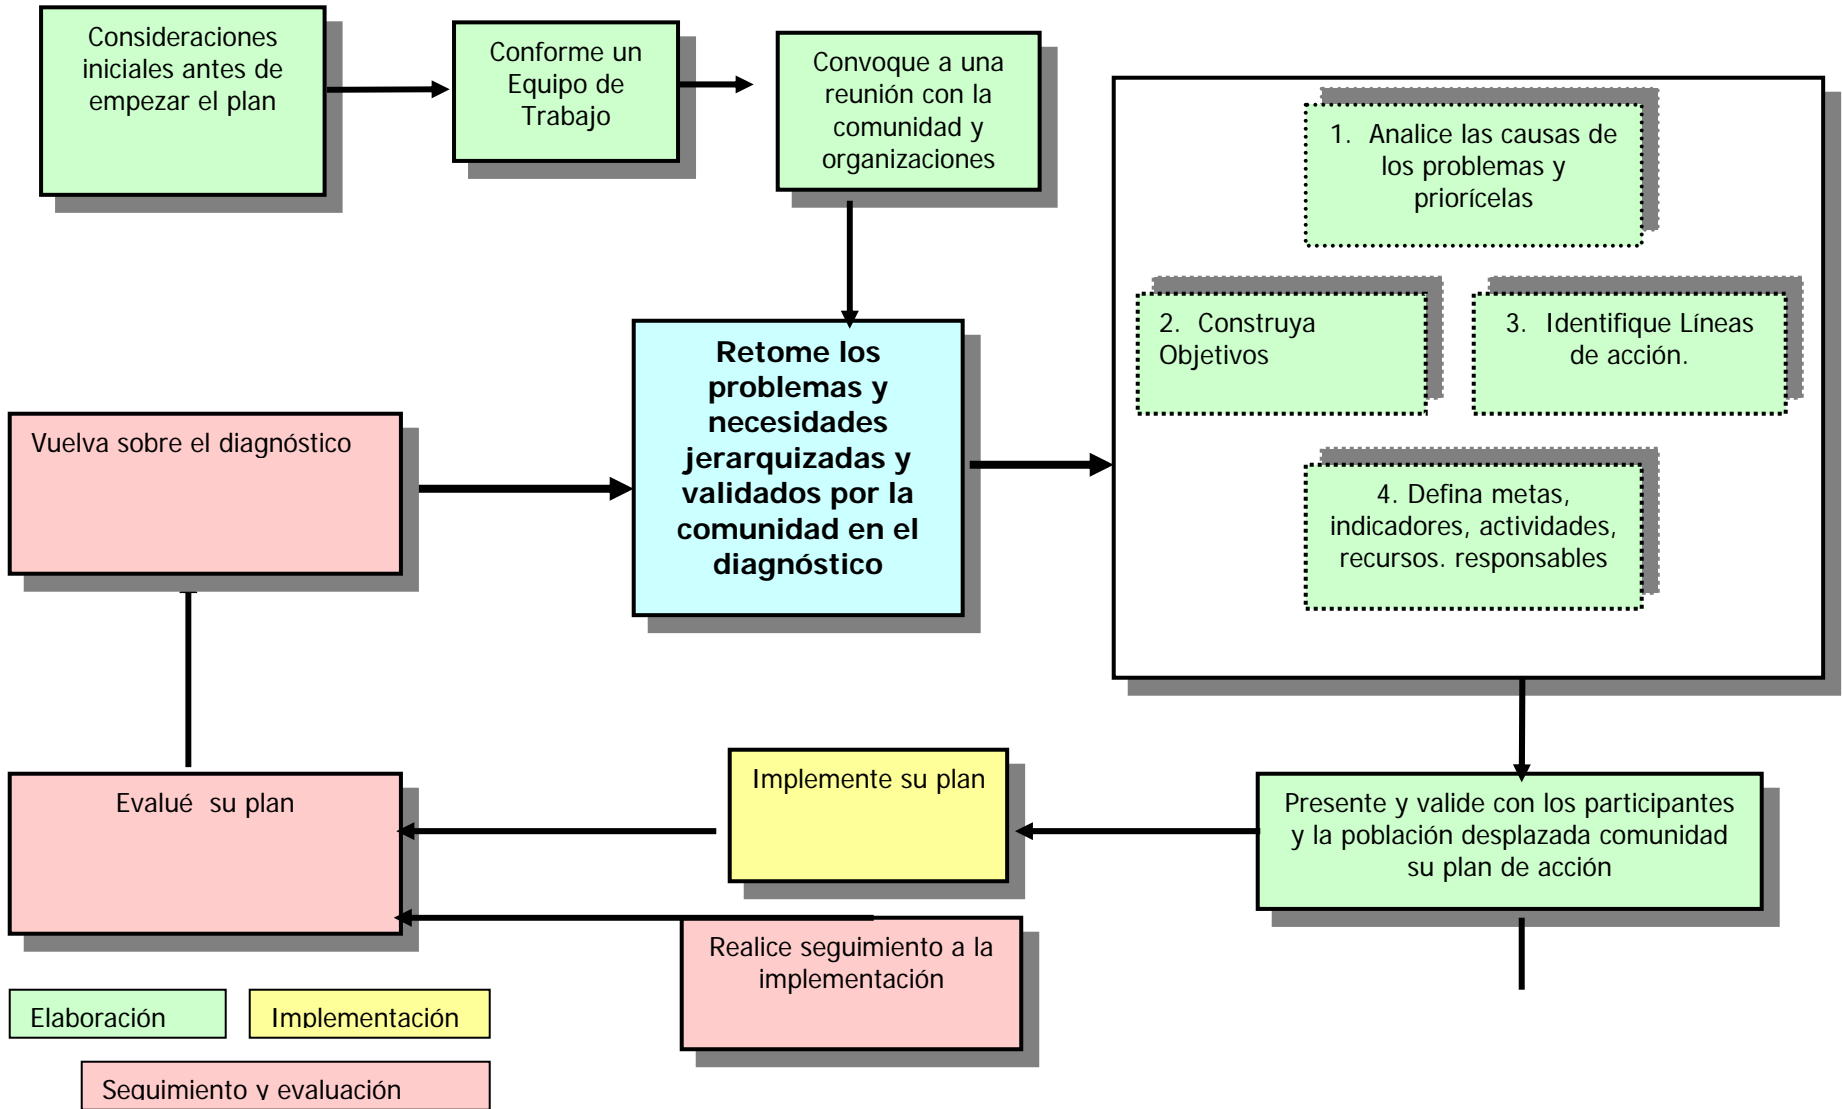 Consideraciones
iniciales antes de
empezar el plan
Conforme un
Equipo de
Trabajo
Convoque a una
reunión con la
comunidad y
organizaciones
1. Analice las causas de
los problemas y
priorícelas
2. Construya
Objetivos
3. Identifique Líneas
de acción.
4. Defina metas,
indicadores, actividades,
recursos. responsables
Retome los
problemas y
necesidades
jerarquizadas y
validados por la
comunidad en el
diagnóstico
Vuelva sobre el diagnóstico
Evalué su plan
Implemente su plan
Presente y valide con los participantes
y la población desplazada comunidad
su plan de acción
Realice seguimiento a la
implementación
Elaboración
Implementación
Seguimiento y evaluación